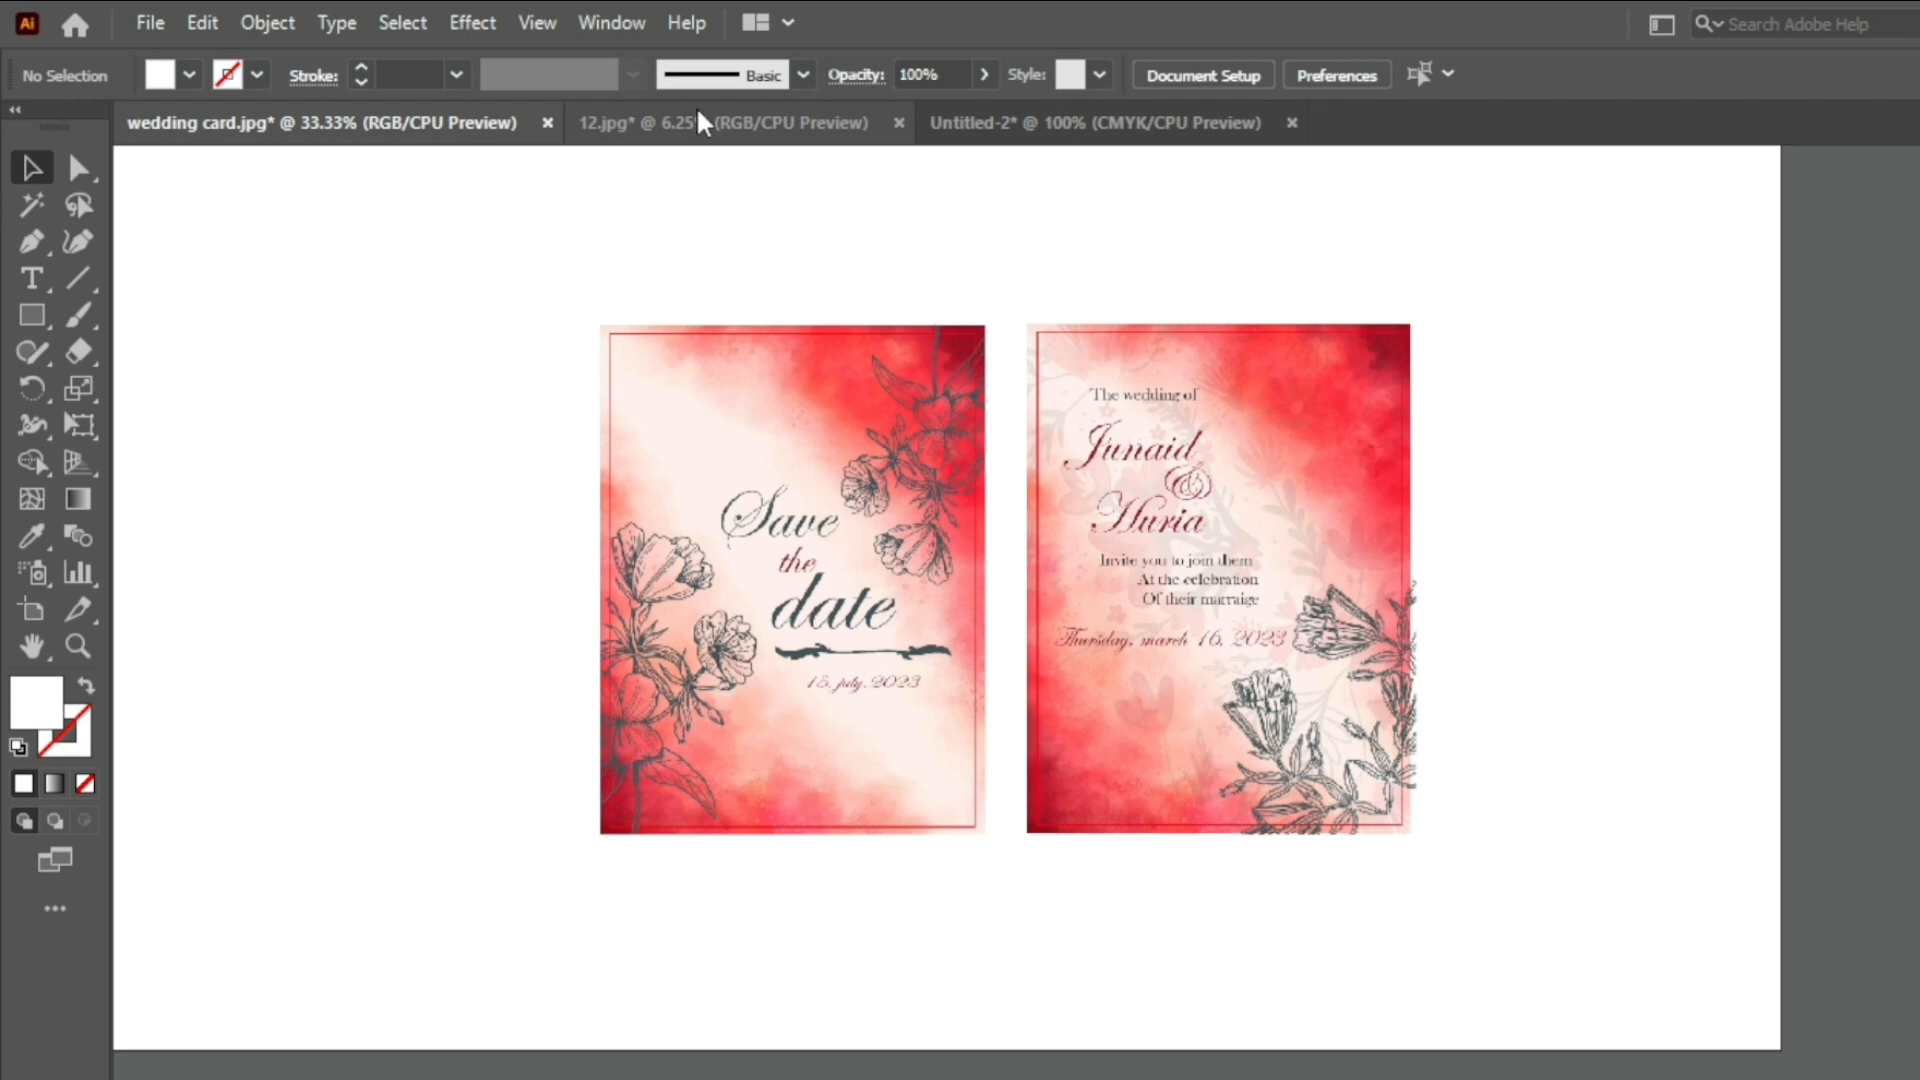 Ai File Edit Object Type Select Effect View Window Help Search Adobe Help
No Selection Stroke: Basic Opacity: 100% Style: Document Setup Preferences
wedding card.jpg* @ 33.33% (RGB/CPU Preview) × 12.jpg* @ 6.25% (RGB/CPU Preview) × Untitled-2* @ 100% (CMYK/CPU Preview) ×
Save
the
date
15. july. 2023
The wedding of
Junaid
&
Huria
Invite you to join them
At the celebration
Of their marraige
Thursday, march 16, 2023